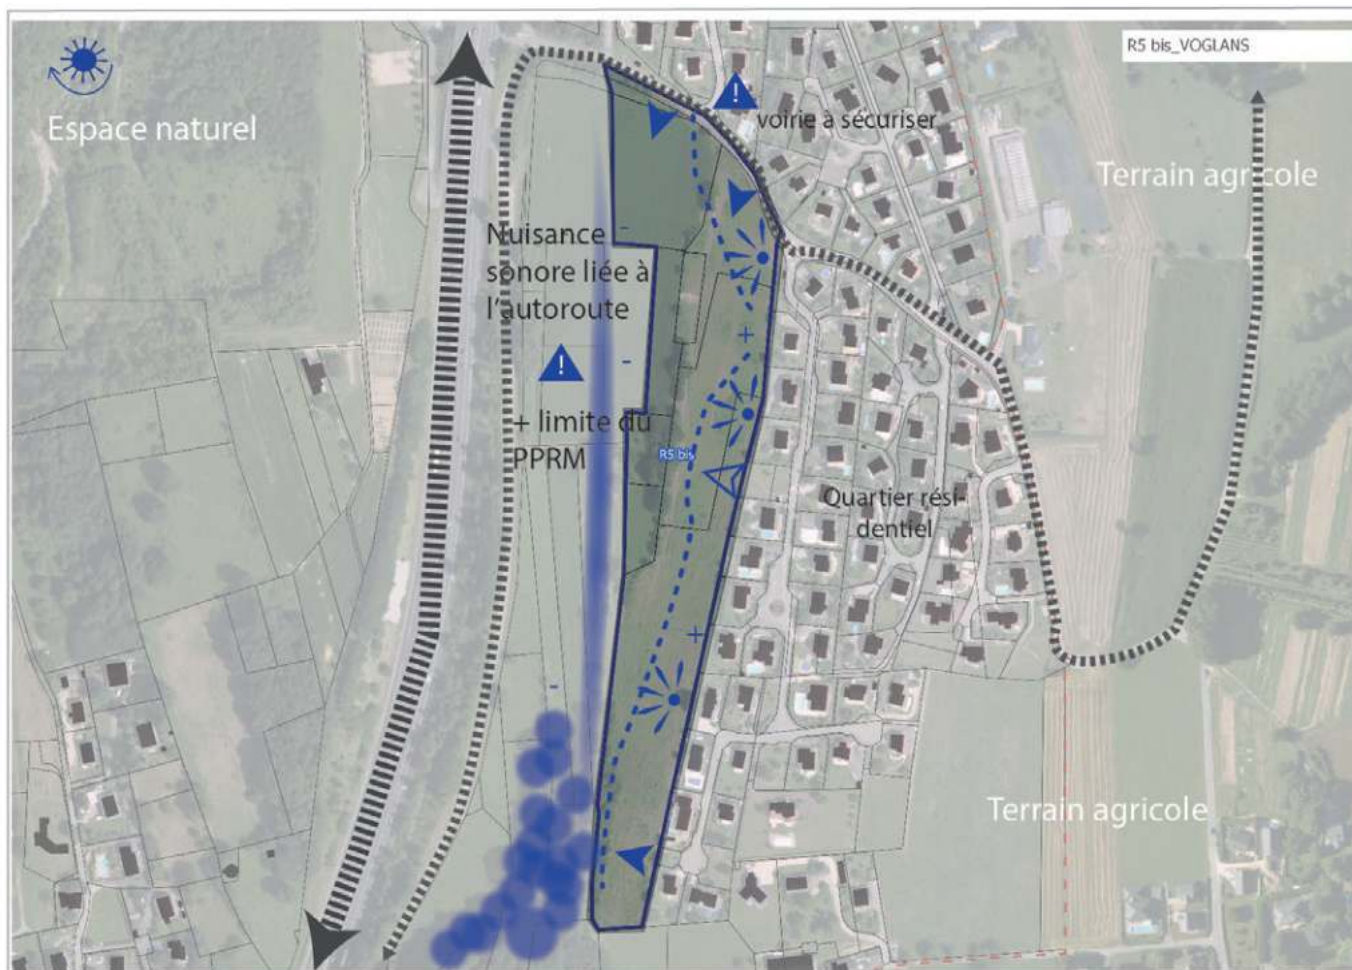 R5 bis_VOGLANS
Espace naturel
!
voirie à sécuriser
Terrain agricole
Nuisance
sonore liée à
l'autoroute
!
+ limite du
PPRM
R5 bis
Quartier rési-
dentiel
Terrain agricole